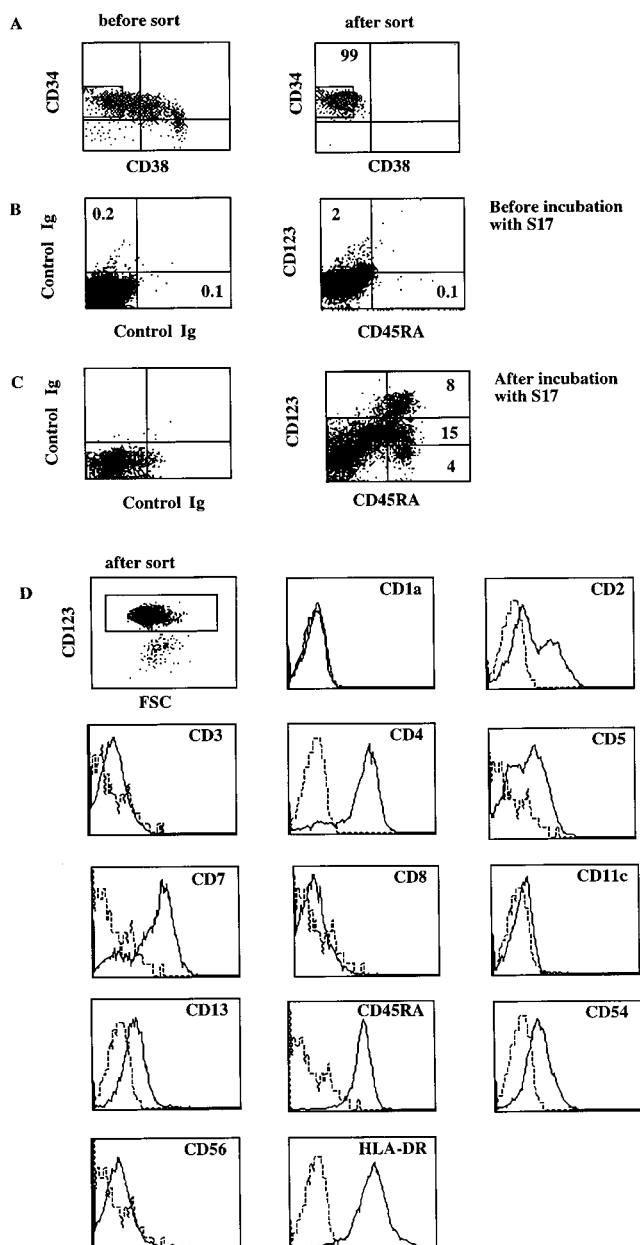 A
before sort
after sort
CD34
CD38
99
CD34
CD38
B
Control Ig
0.2
0.1
Control Ig
CD123
2
0.1
CD45RA
Before incubation
with S17
C
Control Ig
Control Ig
CD123
8
15
4
CD45RA
After incubation
with S17
D
after sort
CD123
FSC
CD1a
CD2
CD3
CD4
CD5
CD7
CD8
CD11c
CD13
CD45RA
CD54
CD56
HLA-DR